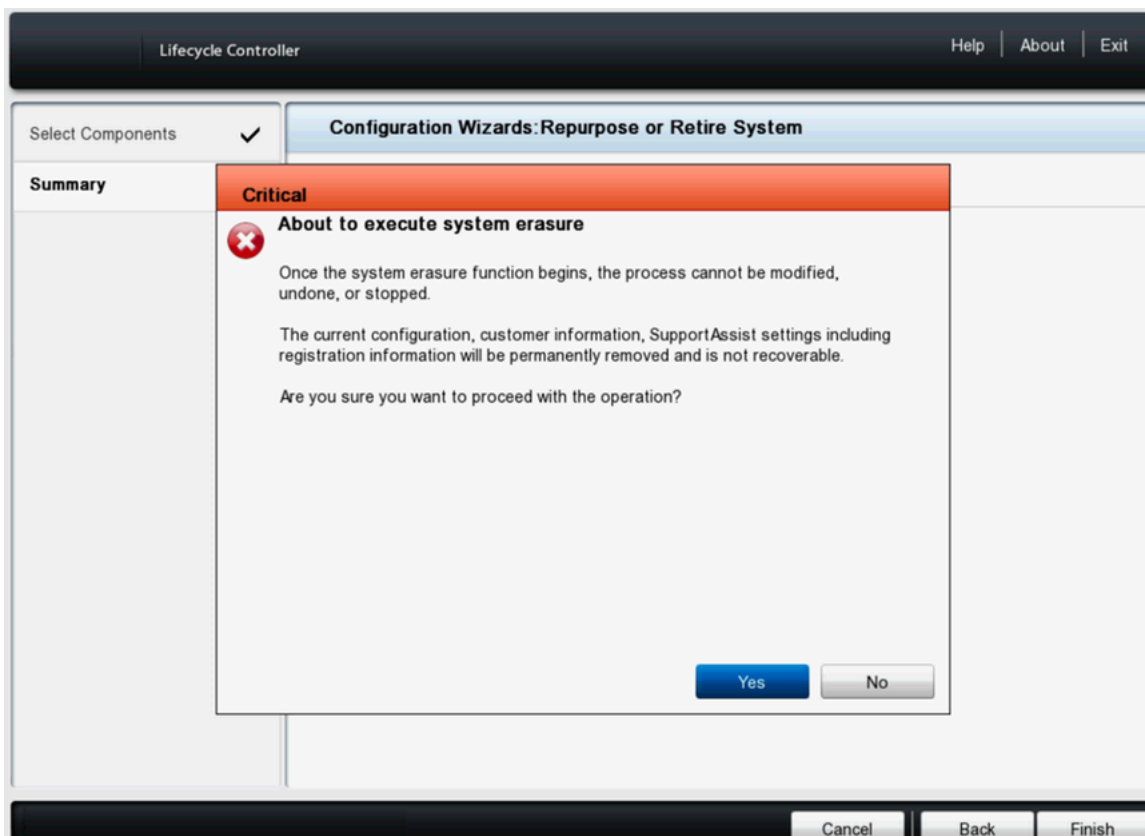 Lifecycle Controller
Help
About
Exit
Select Components
Configuration Wizards:Repurpose or Retire System
Summary
Critical
About to execute system erasure
Once the system erasure function begins, the process cannot be modified,
undone, or stopped.
The current configuration, customer information, SupportAssist settings including
registration information will be permanently removed and is not recoverable.
Are you sure you want to proceed with the operation?
Yes
No
Cancel
Back
Finish